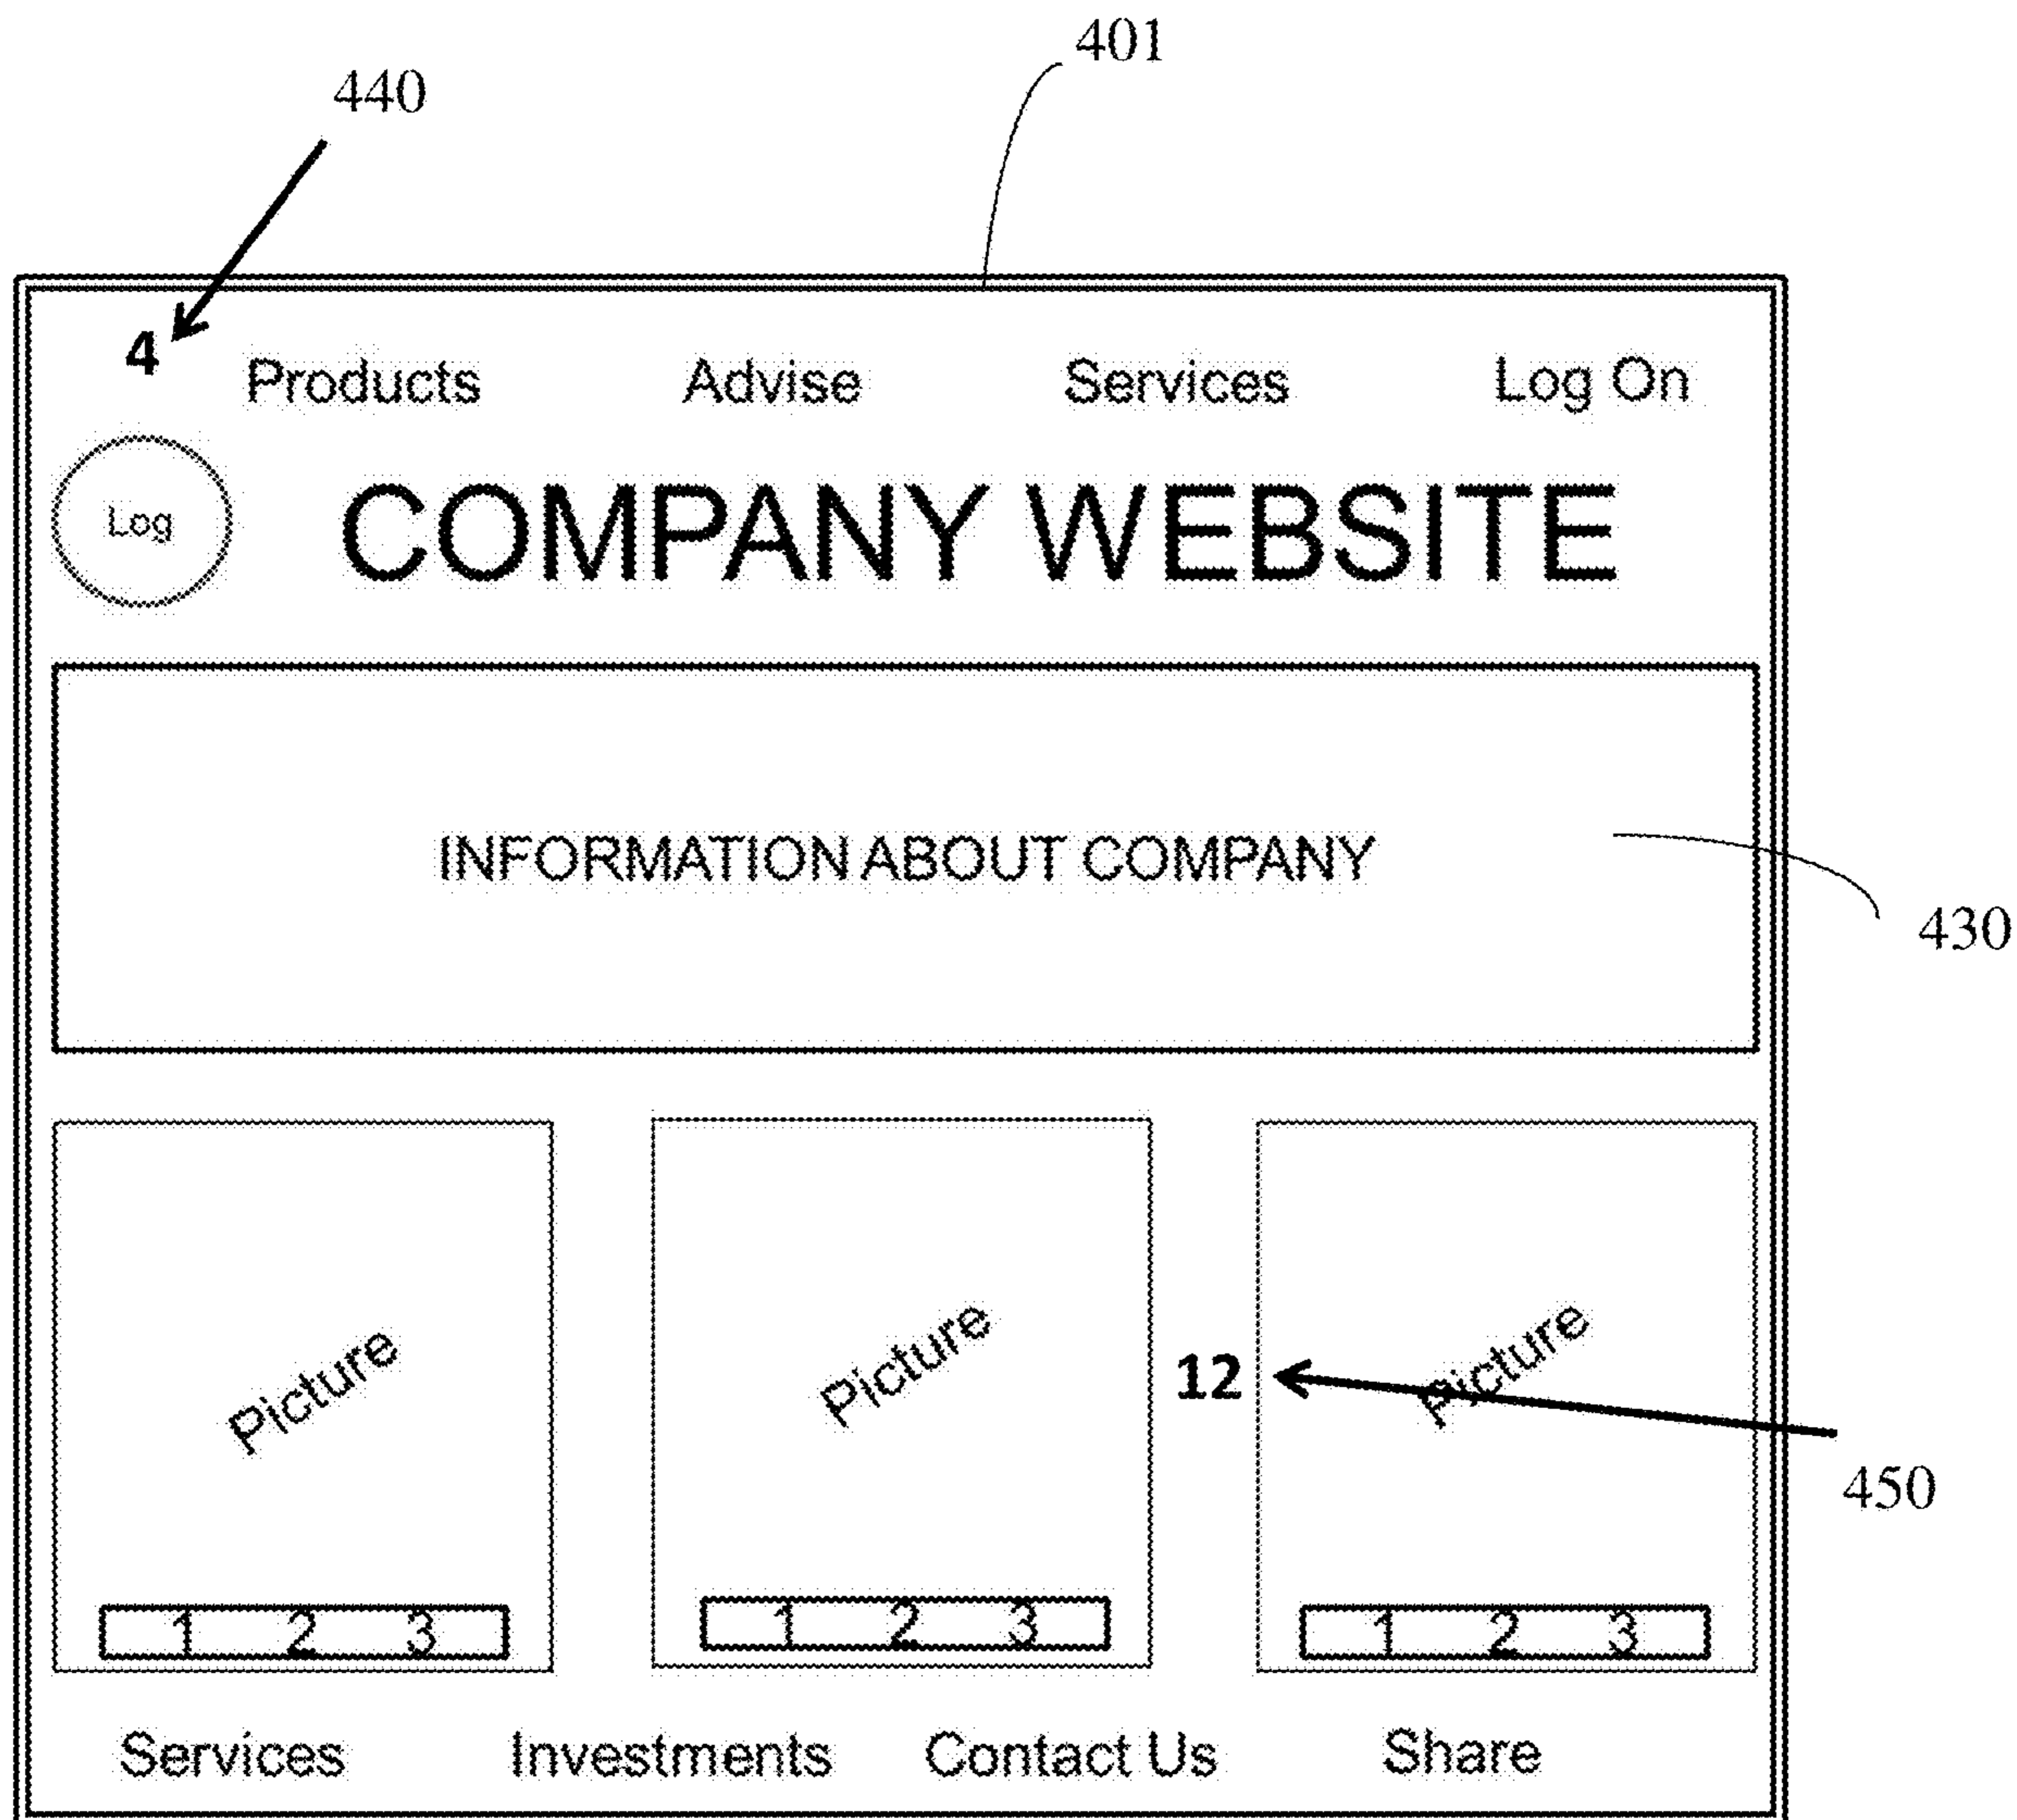 401
440
4 Products Advise Services Log On
Log COMPANY WEBSITE
INFORMATION ABOUT COMPANY
430
Picture Picture 12 Picture
450
1 2 3 1 2 3 1 2 3
Services Investments Contact Us Share